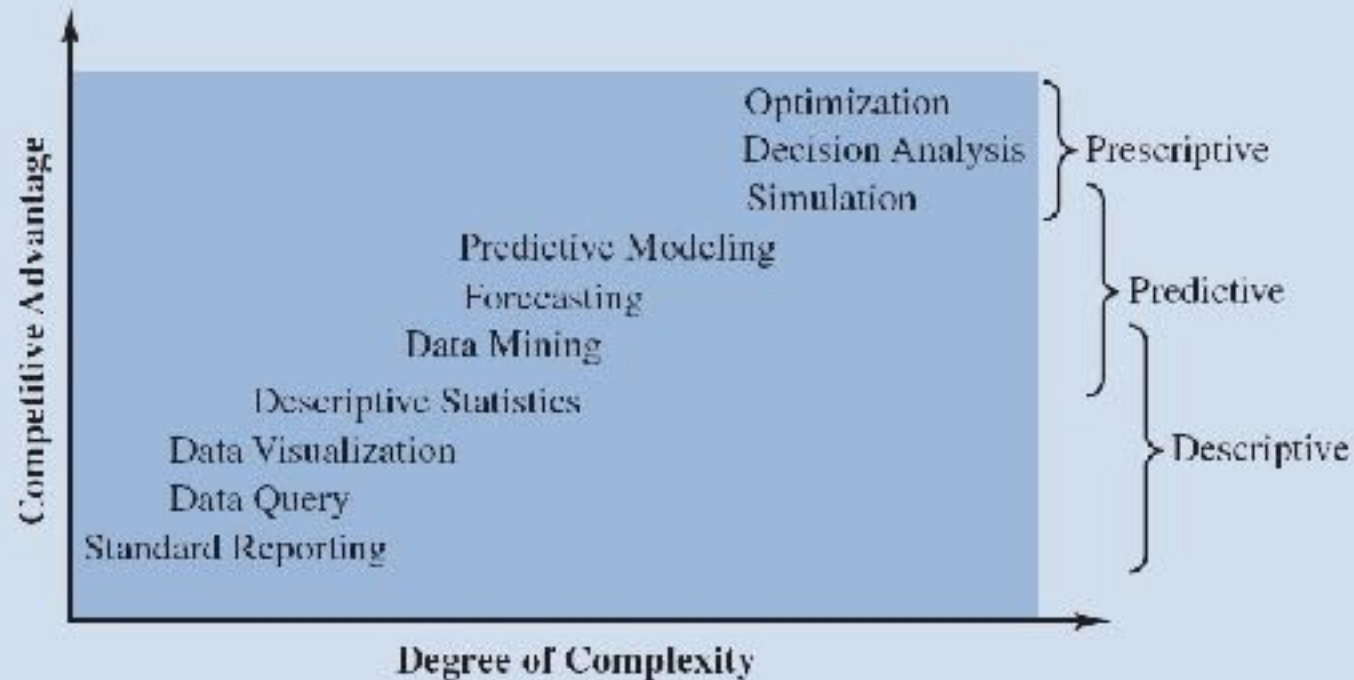 Competitive Advantage
Optimization
Decision Analysis
Simulation
Predictive Modeling
Forecasting
Data Mining
Descriptive Statistics
Data Visualization
Data Query
Standard Reporting
Prescriptive
Predictive
Descriptive
Degree of Complexity